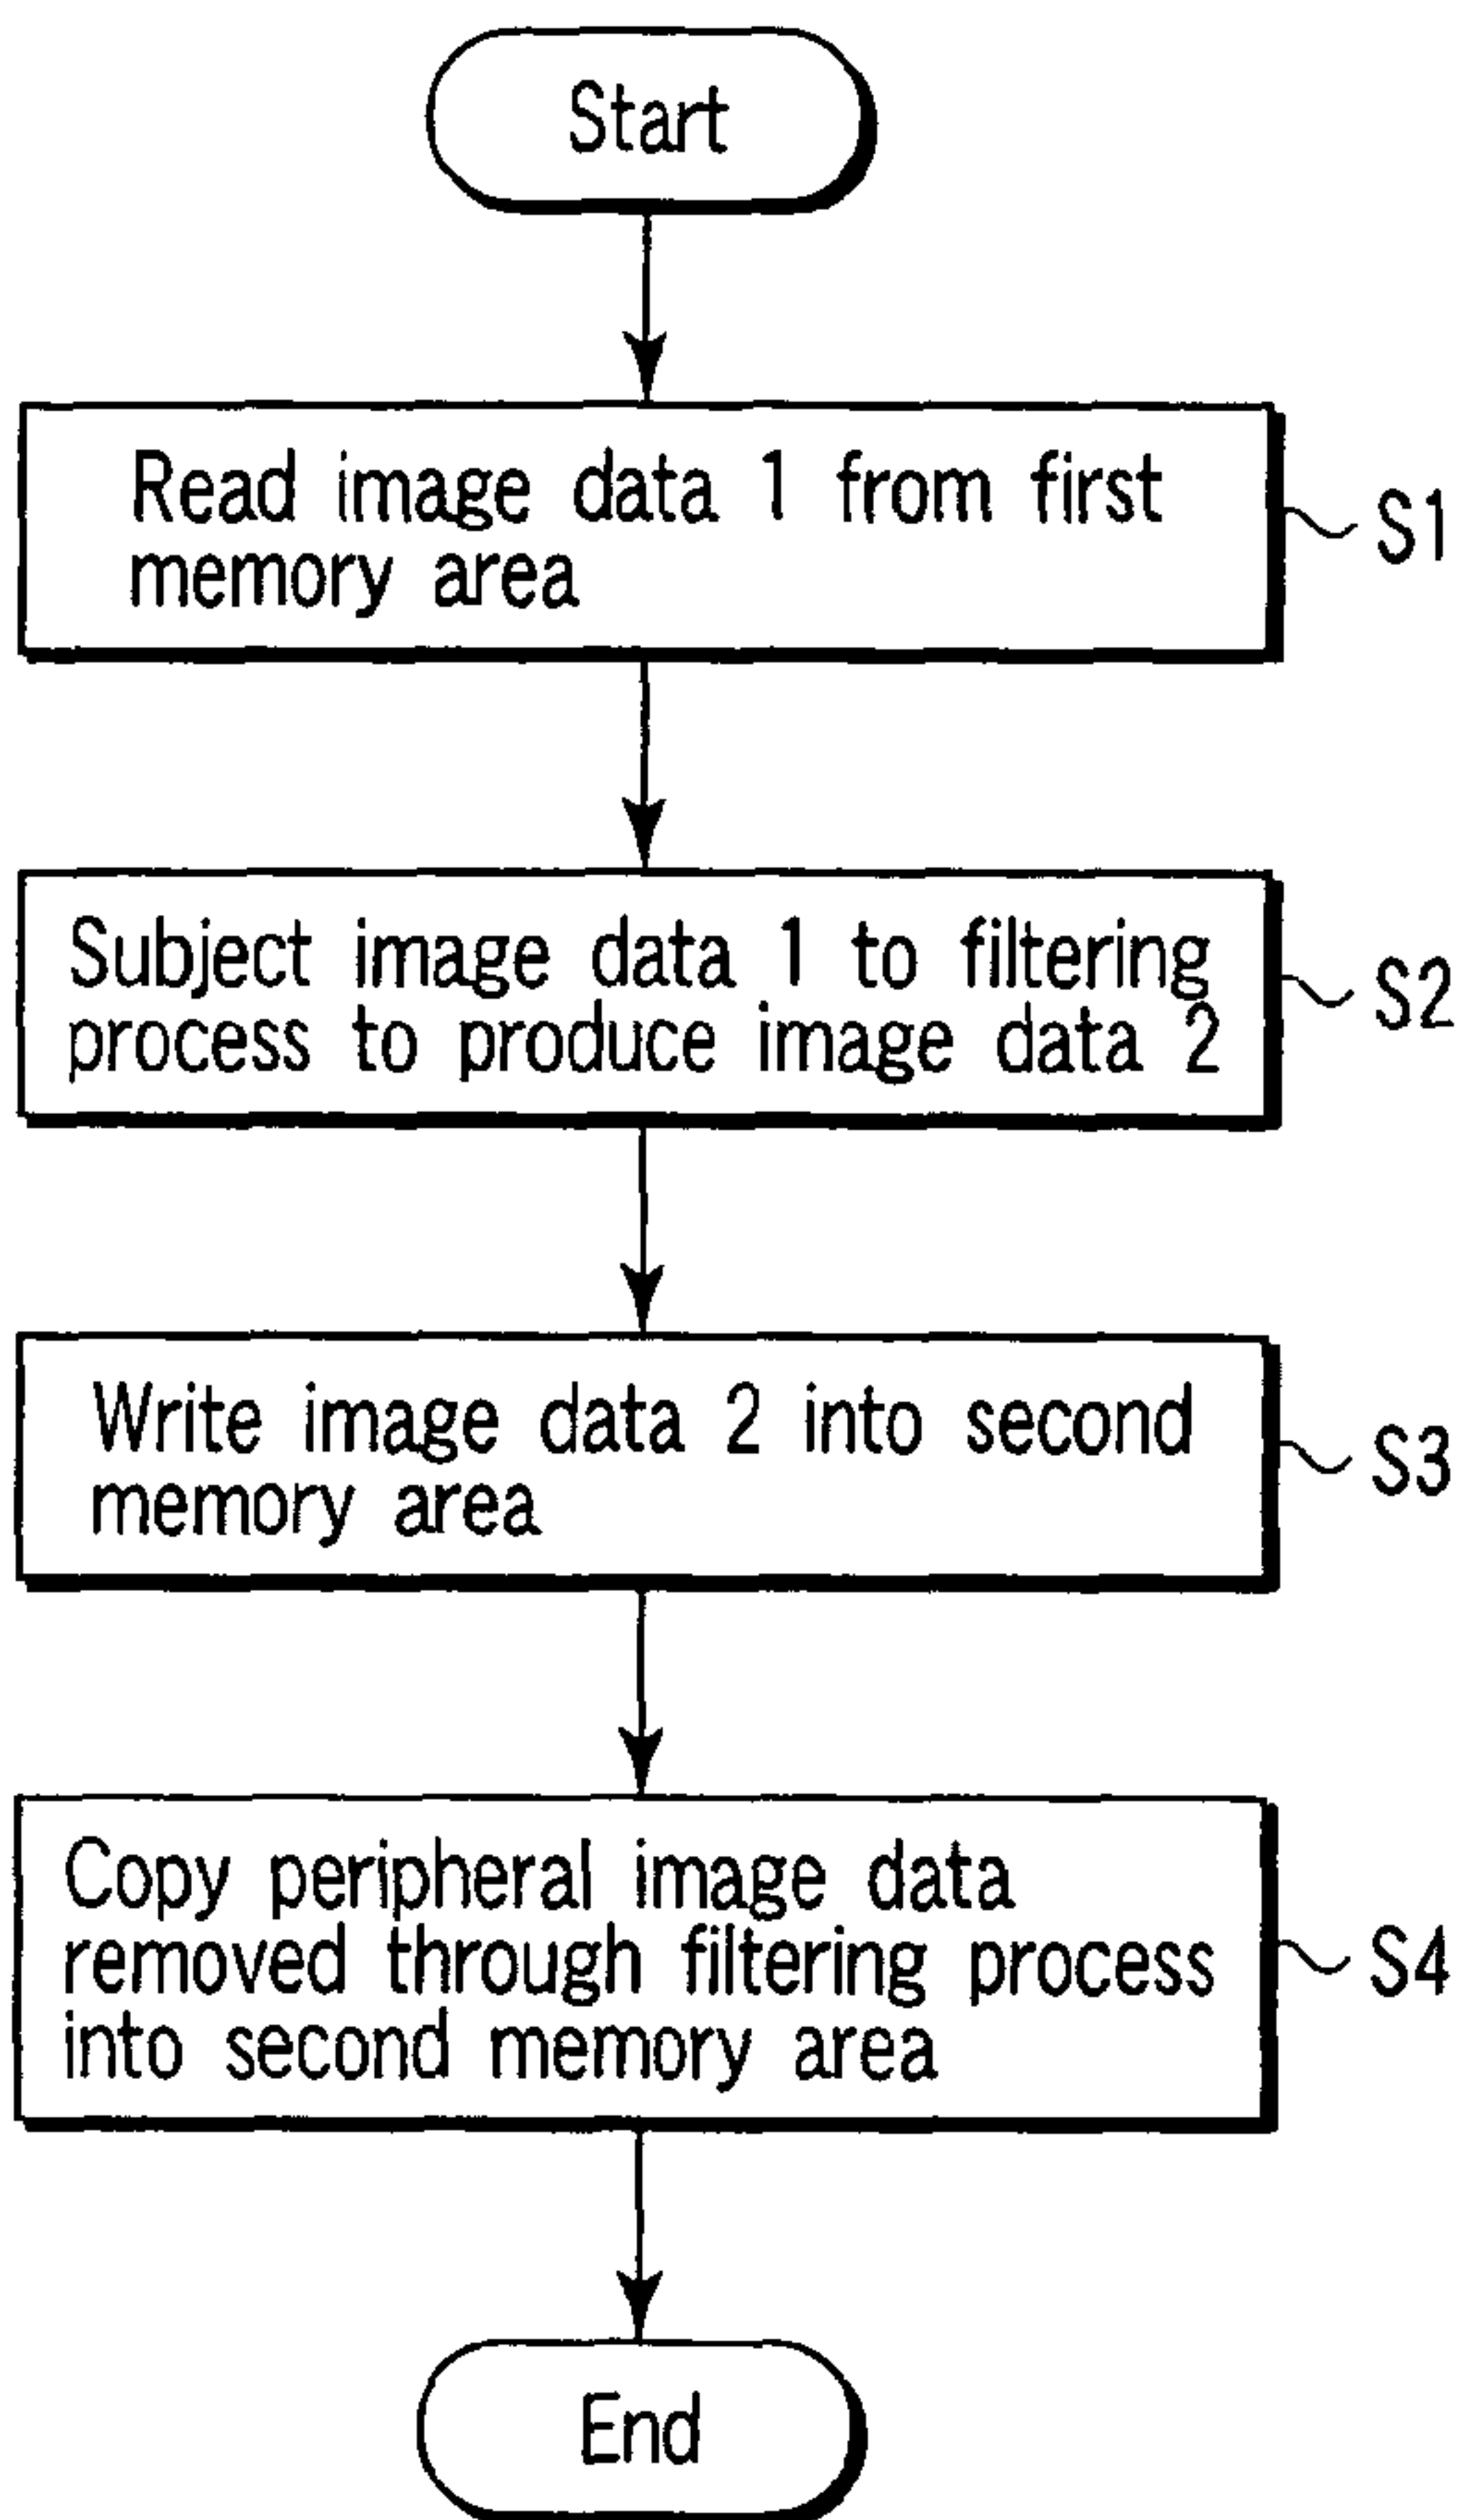 Start
Read image data 1 from first
memory area
S1
Subject image data 1 to filtering
process to produce image data 2
S2
Write image data 2 into second
memory area
S3
Copy peripheral image data
removed through filtering process
into second memory area
S4
End